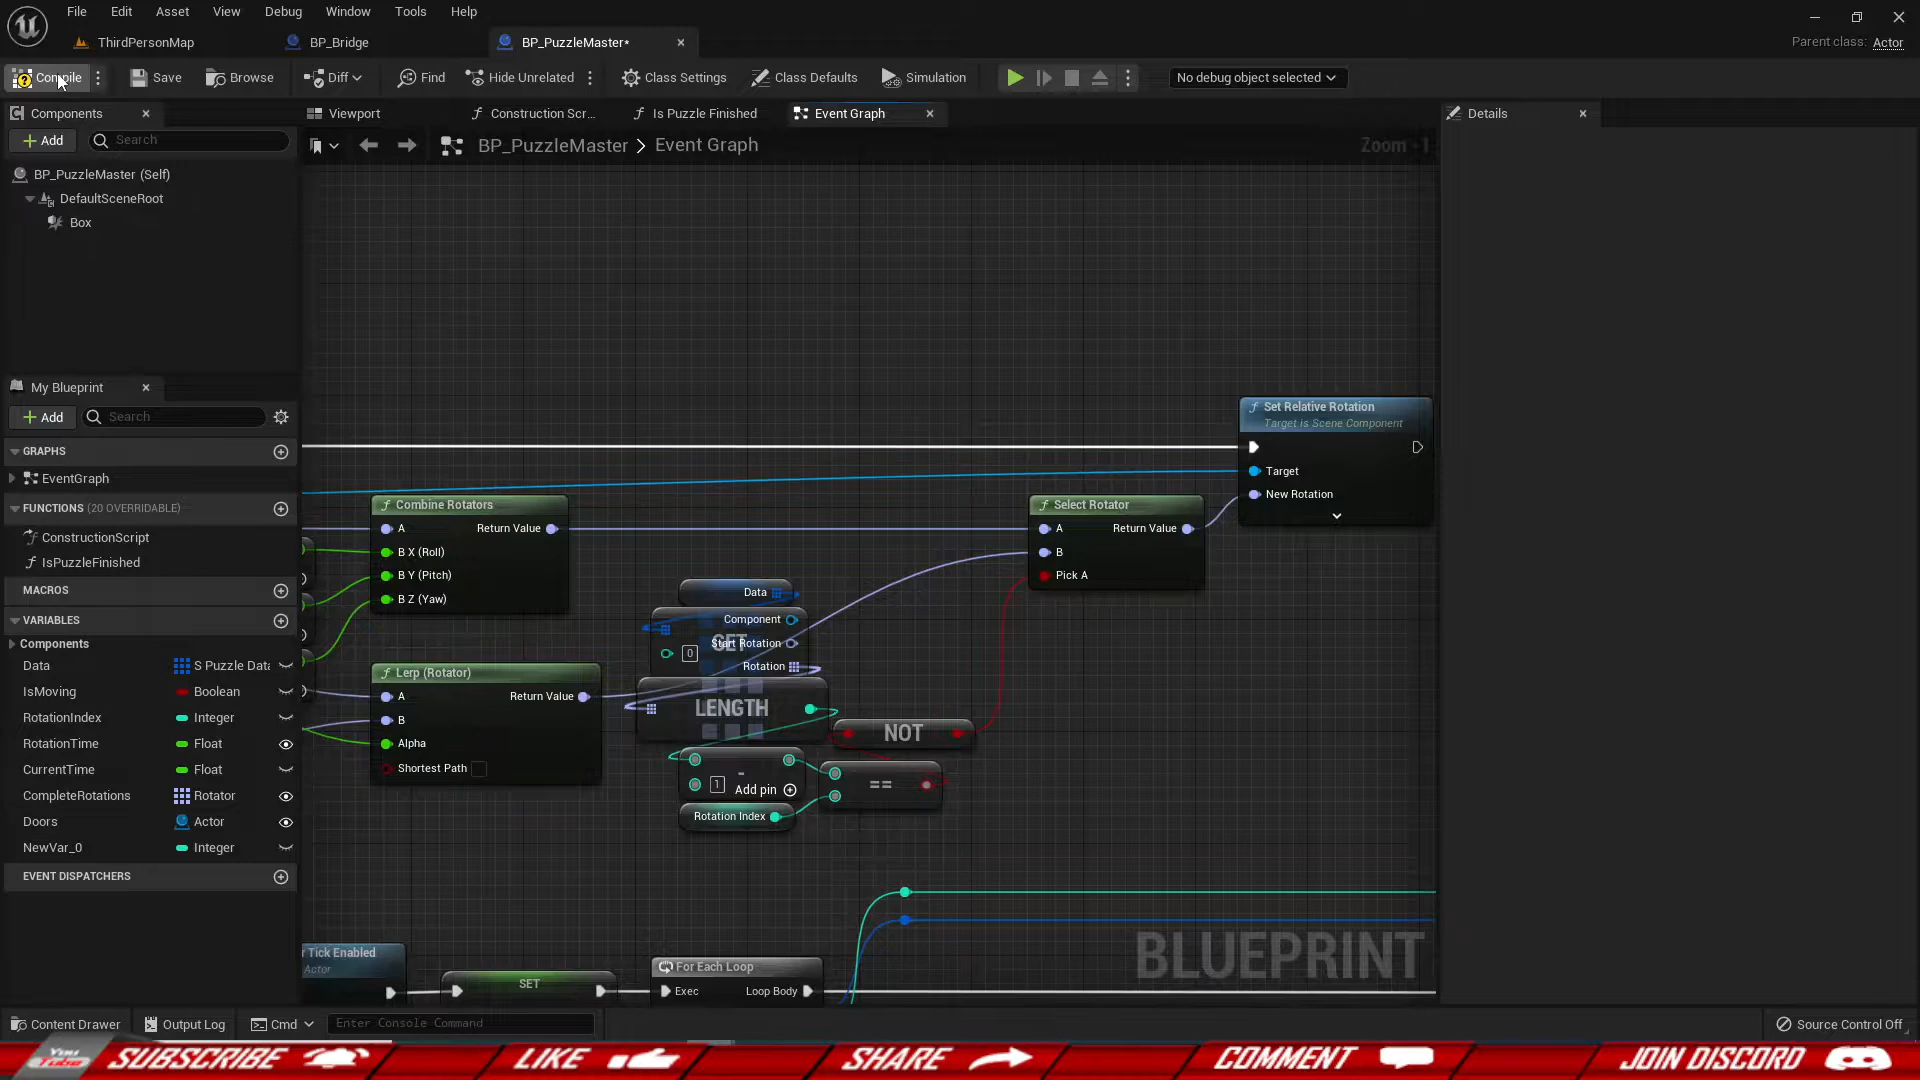 File Edit Asset View Debug Window Tools Help
ThirdPersonMap BP_Bridge BP_PuzzleMaster*
Parent class: Actor
Compile Save Browse Diff Find Hide Unrelated Class Settings Class Defaults Simulation No debug object selected
Components Viewport Construction Scr... Is Puzzle Finished Event Graph Details
Add Search
BP_PuzzleMaster > Event Graph
Zoom -1
BP_PuzzleMaster (Self)
DefaultSceneRoot
Box
My Blueprint
Add Search
GRAPHS
EventGraph
FUNCTIONS (20 OVERRIDABLE)
ConstructionScript
IsPuzzleFinished
MACROS
VARIABLES
Components
Data S Puzzle Data
IsMoving Boolean
RotationIndex Integer
RotationTime Float
CurrentTime Float
CompleteRotations Rotator
Doors Actor
NewVar_0 Integer
EVENT DISPATCHERS
Set Relative Rotation
Target is Scene Component
Target
New Rotation
Combine Rotators
A Return Value
B X (Roll)
B Y (Pitch)
B Z (Yaw)
Select Rotator
A Return Value
B
Pick A
Data
Component
Start Rotation
0
Rotation
LENGTH
Lerp (Rotator)
A Return Value
B
Alpha
Shortest Path
NOT
-
1 Add pin
==
Rotation Index
r Tick Enabled
Actor
SET
For Each Loop
Exec Loop Body
BLUEPRINT
Content Drawer Output Log Cmd Enter Console Command Source Control Off
SUBSCRIBE LIKE SHARE COMMENT JOIN DISCORD